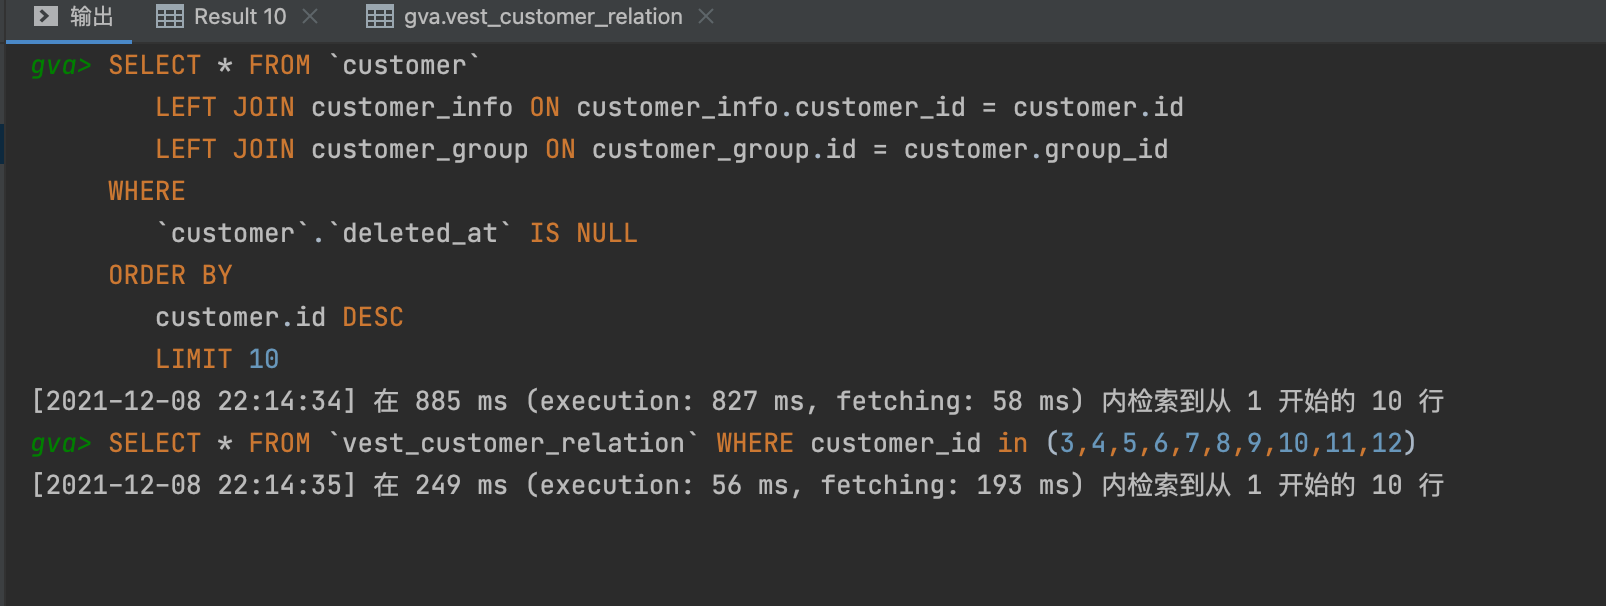 输出 Result 10 gva.vest_customer_relation
gva> SELECT * FROM `customer`
LEFT JOIN customer_info ON customer_info.customer_id = customer.id
LEFT JOIN customer_group ON customer_group.id = customer.group_id
WHERE
`customer`.`deleted_at` IS NULL
ORDER BY
customer.id DESC
LIMIT 10
[2021-12-08 22:14:34] 在 885 ms (execution: 827 ms, fetching: 58 ms) 内检索到从 1 开始的 10 行
gva> SELECT * FROM `vest_customer_relation` WHERE customer_id in (3,4,5,6,7,8,9,10,11,12)
[2021-12-08 22:14:35] 在 249 ms (execution: 56 ms, fetching: 193 ms) 内检索到从 1 开始的 10 行